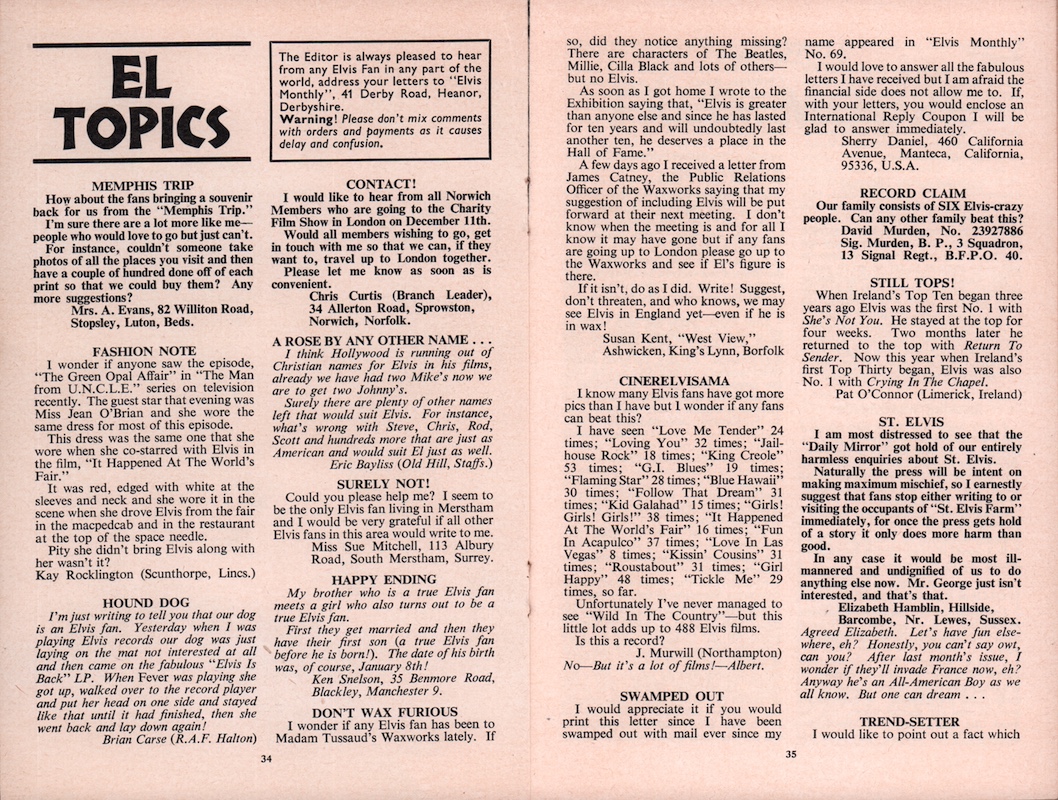 EL
TOPICS
The Editor is always pleased to hear
from any Elvis Fan in any part of the
world, address your letters to "Elvis
Monthly", 41 Derby Road, Heanor,
Derbyshire.
Warning! Please don't mix comments
with orders and payments as it causes
delay and confusion.
MEMPHIS TRIP
How about the fans bringing a souvenir
back for us from the "Memphis Trip."
I'm sure there are a lot more like me—
people who would love to go but just can't.
For instance, couldn't someone take
photos of all the places you visit and then
have a couple of hundred done off of each
print so that we could buy them? Any
more suggestions?
Mrs. A. Evans, 82 Williton Road,
Stopsley, Luton, Beds.
FASHION NOTE
I wonder if anyone saw the episode,
"The Green Opal Affair" in "The Man
from U.N.C.L.E." series on television
recently. The guest star that evening was
Miss Jean O'Brian and she wore the
same dress for most of this episode.
This dress was the same one that she
wore when she co-starred with Elvis in
the film, "It Happened At The World's
Fair."
It was red, edged with white at the
sleeves and neck and she wore it in the
scene when she drove Elvis from the fair
in the macpedcab and in the restaurant
at the top of the space needle.
Pity she didn't bring Elvis along with
her wasn't it?
Kay Rocklington (Scunthorpe, Lincs.)
HOUND DOG
I'm just writing to tell you that our dog
is an Elvis fan. Yesterday when I was
playing Elvis records our dog was just
laying on the mat not interested at all
and then came on the fabulous "Elvis Is
Back" LP. When Fever was playing she
got up, walked over to the record player
and put her head on one side and stayed
like that until it had finished, then she
went back and lay down again!
Brian Carse (R.A.F. Halton)
CONTACT!
I would like to hear from all Norwich
Members who are going to the Charity
Film Show in London on December 11th.
Would all members wishing to go, get
in touch with me so that we can, if they
want to, travel up to London together.
Please let me know as soon as is
convenient.
Chris Curtis (Branch Leader),
34 Allerton Road, Sprowston,
Norwich, Norfolk.
A ROSE BY ANY OTHER NAME . . .
I think Hollywood is running out of
Christian names for Elvis in his films,
already we have had two Mike's now we
are to get two Johnny's.
Surely there are plenty of other names
left that would suit Elvis. For instance,
what's wrong with Steve, Chris, Rod,
Scott and hundreds more that are just as
American and would suit El just as well.
Eric Bayliss (Old Hill, Staffs.)
SURELY NOT!
Could you please help me? I seem to
be the only Elvis fan living in Merstham
and I would be very grateful if all other
Elvis fans in this area would write to me.
Miss Sue Mitchell, 113 Albury
Road, South Merstham, Surrey.
HAPPY ENDING
My brother who is a true Elvis fan
meets a girl who also turns out to be a
true Elvis fan.
First they get married and then they
have their first son (a true Elvis fan
before he is born!). The date of his birth
was, of course, January 8th!
Ken Snelson, 35 Benmore Road,
Blackley, Manchester 9.
DON'T WAX FURIOUS
I wonder if any Elvis fan has been to
Madam Tussaud's Waxworks lately. If
34
so, did they notice anything missing?
There are characters of The Beatles,
Millie, Cilla Black and lots of others—
but no Elvis.
As soon as I got home I wrote to the
Exhibition saying that, "Elvis is greater
than anyone else and since he has lasted
for ten years and will undoubtedly last
another ten, he deserves a place in the
Hall of Fame."
A few days ago I received a letter from
James Catney, the Public Relations
Officer of the Waxworks saying that my
suggestion of including Elvis will be put
forward at their next meeting. I don't
know when the meeting is and for all I
know it may have gone but if any fans
are going up to London please go up to
the Waxworks and see if El's figure is
there.
If it isn't, do as I did. Write! Suggest,
don't threaten, and who knows, we may
see Elvis in England yet—even if he is
in wax!
Susan Kent, "West View,"
Ashwicken, King's Lynn, Borfolk
CINERELVISAMA
I know many Elvis fans have got more
pics than I have but I wonder if any fans
can beat this?
I have seen "Love Me Tender" 24
times; "Loving You" 32 times; "Jail-
house Rock" 18 times; "King Creole"
53 times; "G.I. Blues" 19 times;
"Flaming Star" 28 times; "Blue Hawaii"
30 times; "Follow That Dream" 31
times; "Kid Galahad" 15 times; "Girls!
Girls! Girls!" 38 times; "It Happened
At The World's Fair" 16 times; "Fun
In Acapulco" 37 times; "Love In Las
Vegas" 8 times; "Kissin' Cousins" 31
times; "Roustabout" 31 times; "Girl
Happy" 48 times; "Tickle Me" 29
times, so far.
Unfortunately I've never managed to
see "Wild In The Country"—but this
little lot adds up to 488 Elvis films.
Is this a record?
J. Murwill (Northampton)
No—But it's a lot of films!—Albert.
SWAMPED OUT
I would appreciate it if you would
print this letter since I have been
swamped out with mail ever since my
name appeared in "Elvis Monthly"
No. 69.
I would love to answer all the fabulous
letters I have received but I am afraid the
financial side does not allow me to. If,
with your letters, you would enclose an
International Reply Coupon I will be
glad to answer immediately.
Sherry Daniel, 460 California
Avenue, Manteca, California,
95336, U.S.A.
RECORD CLAIM
Our family consists of SIX Elvis-crazy
people. Can any other family beat this?
David Murden, No. 23927886
Sig. Murden, B. P., 3 Squadron,
13 Signal Regt., B.F.P.O. 40.
STILL TOPS!
When Ireland's Top Ten began three
years ago Elvis was the first No. 1 with
She's Not You. He stayed at the top for
four weeks. Two months later he
returned to the top with Return To
Sender. Now this year when Ireland's
first Top Thirty began, Elvis was also
No. 1 with Crying In The Chapel.
Pat O'Connor (Limerick, Ireland)
ST. ELVIS
I am most distressed to see that the
"Daily Mirror" got hold of our entirely
harmless enquiries about St. Elvis.
Naturally the press will be intent on
making maximum mischief, so I earnestly
suggest that fans stop either writing to or
visiting the occupants of "St. Elvis Farm"
immediately, for once the press gets hold
of a story it only does more harm than
good.
In any case it would be most ill-
mannered and undignified of us to do
anything else now. Mr. George just isn't
interested, and that's that.
Elizabeth Hamblin, Hillside,
Barcombe, Nr. Lewes, Sussex.
Agreed Elizabeth. Let's have fun else-
where, eh? Honestly, you can't say owt,
can you? After last month's issue, I
wonder if they'll invade France now, eh?
Anyway he's an All-American Boy as we
all know. But one can dream . . .
TREND-SETTER
I would like to point out a fact which
35